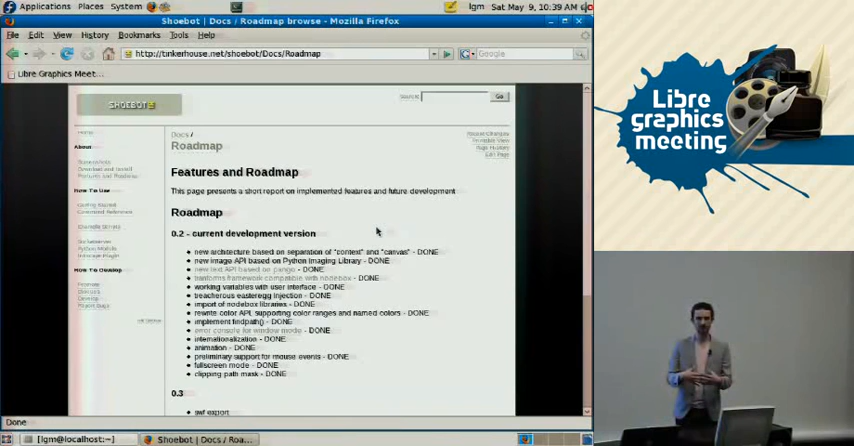 Applications Places System lgm Sat May 9, 10:39 AM
Shoebot | Docs / Roadmap browse - Mozilla Firefox
File Edit View History Bookmarks Tools Help
http://tinkerhouse.net/shoebot/Docs/Roadmap Google
Libre Graphics Meet...
SHOEBOT Go
Docs /
Roadmap
Features and Roadmap
This page presents a short report on implemented features and future development
Roadmap
0.2 - current development version
new architecture based on separation of "context" and "canvas" - DONE
new image API based on Python Imaging Library - DONE
new text API based on pango - DONE
tranforms framework compatible with nodebox - DONE
working variables with user interface - DONE
treacherous easteregg injection - DONE
import of nodebox libraries - DONE
rewrite color API, supporting color ranges and named colors - DONE
implement findpath() - DONE
error console for window mode - DONE
internationalization - DONE
animation - DONE
preliminary support for mouse events - DONE
fullscreen mode - DONE
clipping path mask - DONE
0.3
swf export
Home
About
Download and Install
How To Use
Getting Started
Command Reference
How To Develop
Done
[lgm@localhost:~] Shoebot | Docs / Roa...
Libre
graphics
meeting